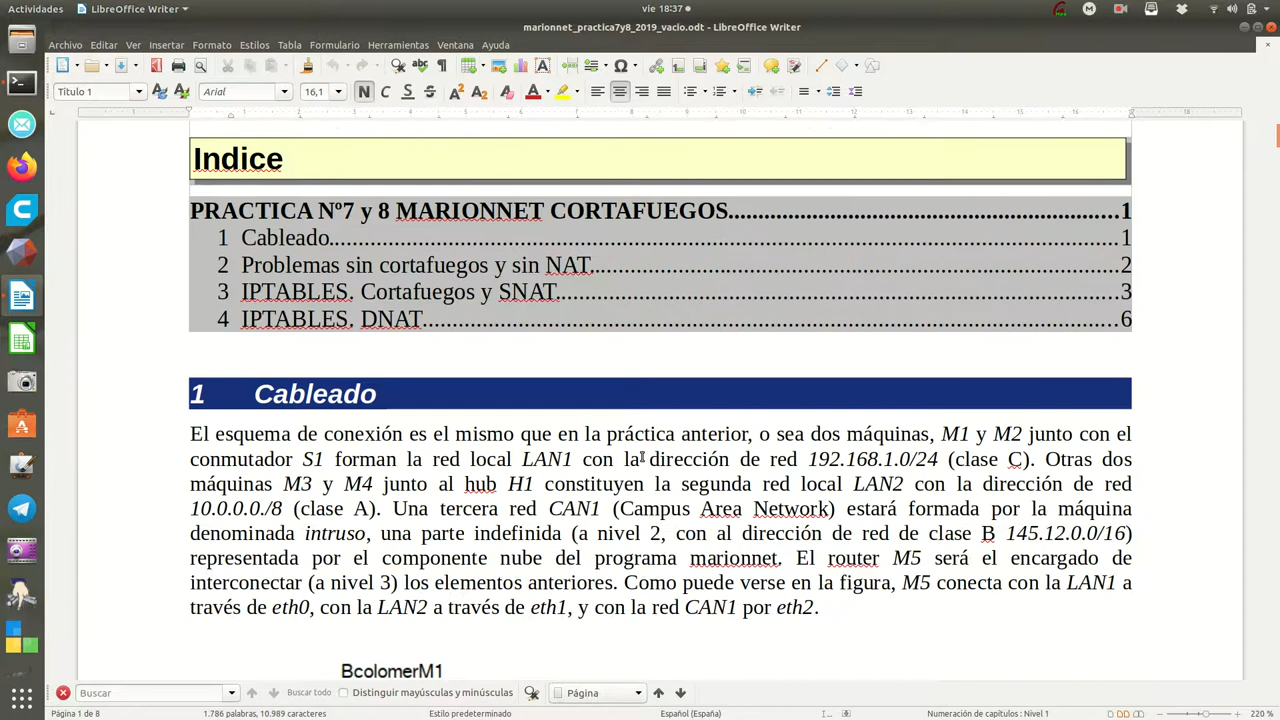 Actividades LibreOffice Writer vie 18:37
marionnet_practica7y8_2019_vacio.odt - LibreOffice Writer
Archivo Editar Ver Insertar Formato Estilos Tabla Formulario Herramientas Ventana Ayuda
Título 1 Arial 16,1 N C S S
Indice
PRACTICA Nº7 y 8 MARIONNET CORTAFUEGOS 1
1 Cableado 1
2 Problemas sin cortafuegos y sin NAT 2
3 IPTABLES. Cortafuegos y SNAT 3
4 IPTABLES. DNAT 6
1 Cableado
El esquema de conexión es el mismo que en la práctica anterior, o sea dos máquinas, M1 y M2 junto con el
conmutador S1 forman la red local LAN1 con la dirección de red 192.168.1.0/24 (clase C). Otras dos
máquinas M3 y M4 junto al hub H1 constituyen la segunda red local LAN2 con la dirección de red
10.0.0.0./8 (clase A). Una tercera red CAN1 (Campus Area Network) estará formada por la máquina
denominada intruso, una parte indefinida (a nivel 2, con al dirección de red de clase B 145.12.0.0/16)
representada por el componente nube del programa marionnet. El router M5 será el encargado de
interconectar (a nivel 3) los elementos anteriores. Como puede verse en la figura, M5 conecta con la LAN1 a
través de eth0, con la LAN2 a través de eth1, y con la red CAN1 por eth2.
BcolomerM1
Buscar Buscar todo Distinguir mayúsculas y minúsculas Página
Página 1 de 8 1.786 palabras, 10.989 caracteres Estilo predeterminado Español (España) Numeración de capítulos : Nivel 1 220 %